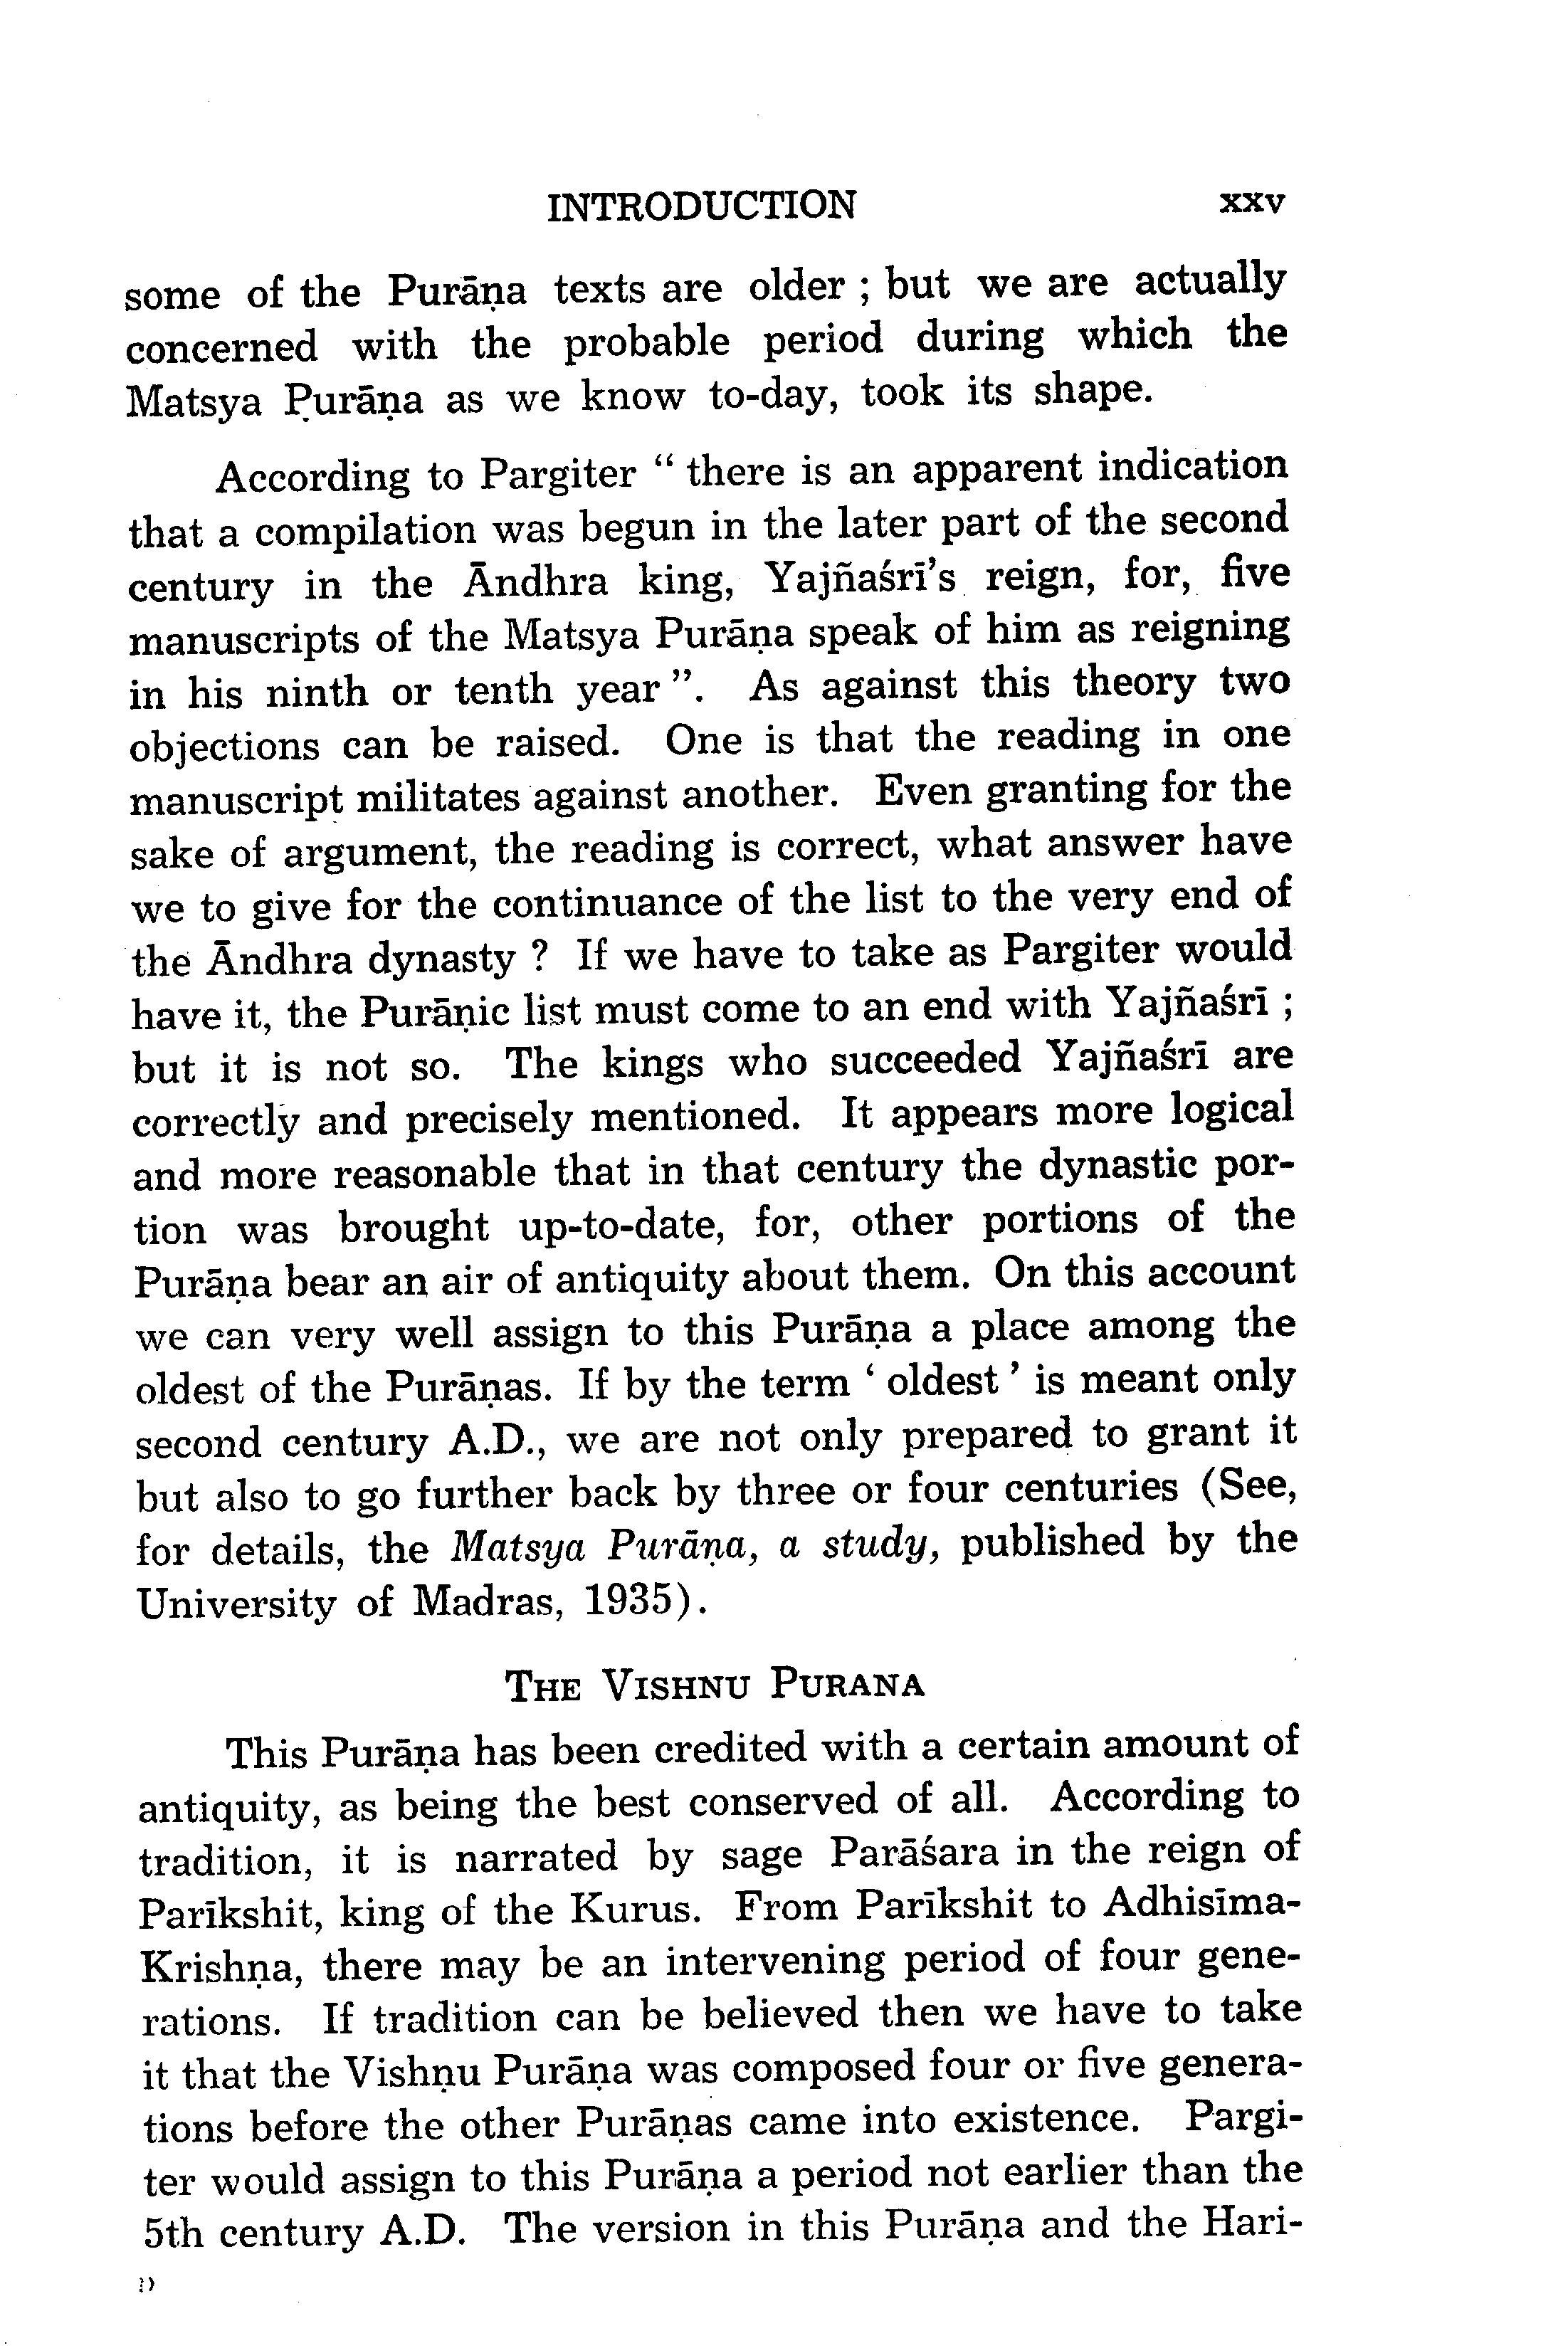 INTRODUCTION xxv
some of the Purāṇa texts are older ; but we are actually
concerned with the probable period during which the
Matsya Purāṇa as we know to-day, took its shape.
According to Pargiter “ there is an apparent indication
that a compilation was begun in the later part of the second
century in the Āndhra king, Yajñaśrī’s reign, for, five
manuscripts of the Matsya Purāṇa speak of him as reigning
in his ninth or tenth year ”. As against this theory two
objections can be raised. One is that the reading in one
manuscript militates against another. Even granting for the
sake of argument, the reading is correct, what answer have
we to give for the continuance of the list to the very end of
the Āndhra dynasty ? If we have to take as Pargiter would
have it, the Purāṇic list must come to an end with Yajñaśrī ;
but it is not so. The kings who succeeded Yajñaśrī are
correctly and precisely mentioned. It appears more logical
and more reasonable that in that century the dynastic por-
tion was brought up-to-date, for, other portions of the
Purāṇa bear an air of antiquity about them. On this account
we can very well assign to this Purāṇa a place among the
oldest of the Purāṇas. If by the term ‘ oldest ’ is meant only
second century A.D., we are not only prepared to grant it
but also to go further back by three or four centuries (See,
for details, the Matsya Purāṇa, a study, published by the
University of Madras, 1935).
THE VISHNU PURANA
This Purāṇa has been credited with a certain amount of
antiquity, as being the best conserved of all. According to
tradition, it is narrated by sage Parāśara in the reign of
Parīkshit, king of the Kurus. From Parīkshit to Adhisīma-
Krishṇa, there may be an intervening period of four gene-
rations. If tradition can be believed then we have to take
it that the Vishṇu Purāṇa was composed four or five genera-
tions before the other Purāṇas came into existence. Pargi-
ter would assign to this Purāṇa a period not earlier than the
5th century A.D. The version in this Purāṇa and the Hari-